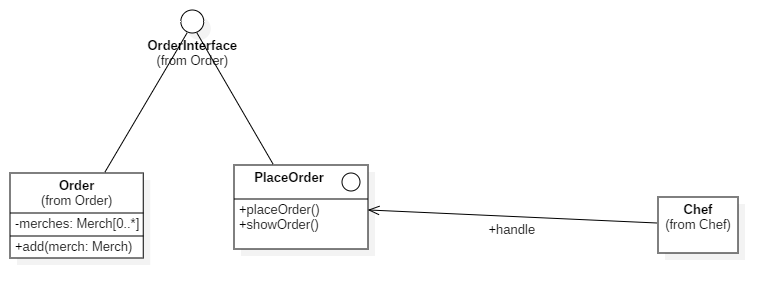 OrderInterface
(from Order)
Order
(from Order)
-merches: Merch[0..*]
+add(merch: Merch)
PlaceOrder
+placeOrder()
+showOrder()
+handle
Chef
(from Chef)